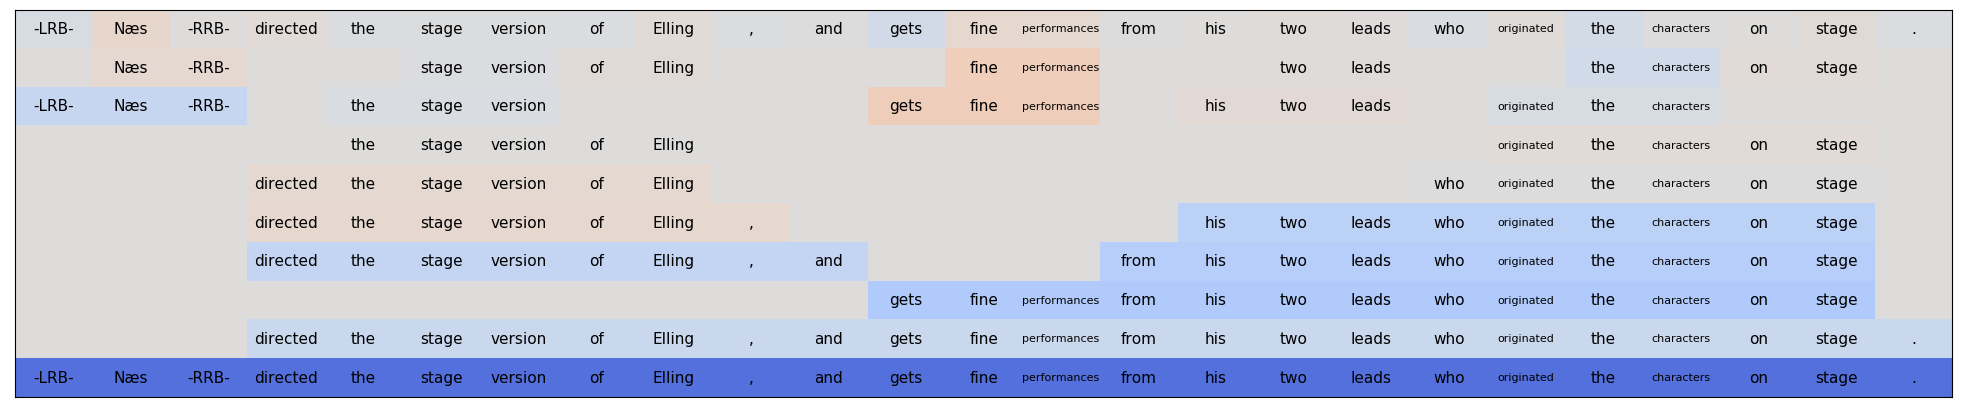 -LRB- Næs -RRB- directed the stage version of Elling , and gets fine performances from his two leads who originated the characters on stage .
Næs -RRB- stage version of Elling fine performances two leads the characters on stage
-LRB- Næs -RRB- the stage version gets fine performances his two leads originated the characters
the stage version of Elling originated the characters on stage
directed the stage version of Elling who originated the characters on stage
directed the stage version of Elling , his two leads who originated the characters on stage
directed the stage version of Elling , and from his two leads who originated the characters on stage
gets fine performances from his two leads who originated the characters on stage
directed the stage version of Elling , and gets fine performances from his two leads who originated the characters on stage .
-LRB- Næs -RRB- directed the stage version of Elling , and gets fine performances from his two leads who originated the characters on stage .